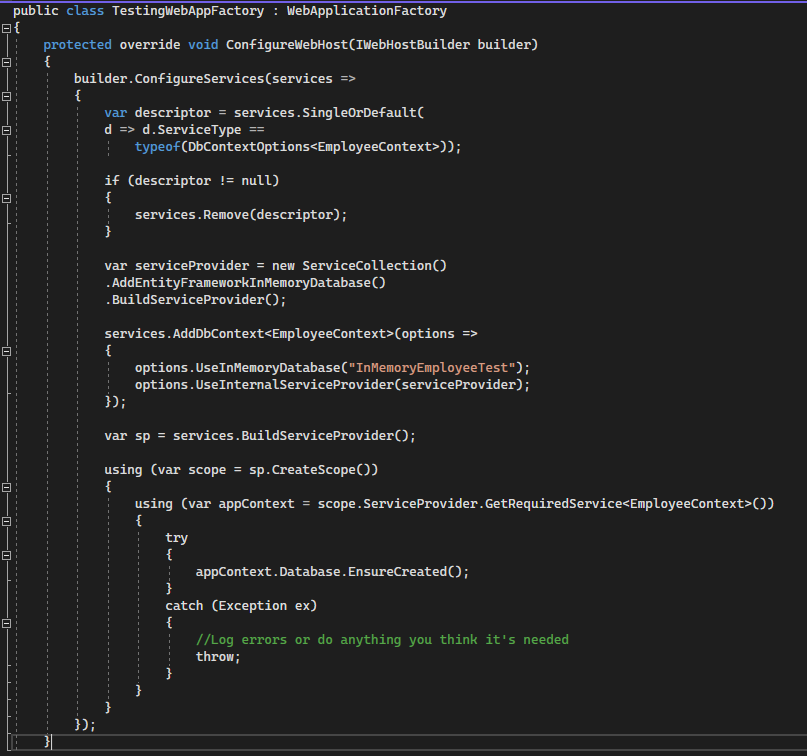 public class TestingWebAppFactory : WebApplicationFactory
{
    protected override void ConfigureWebHost(IWebHostBuilder builder)
    {
        builder.ConfigureServices(services =>
        {
            var descriptor = services.SingleOrDefault(
            d => d.ServiceType ==
                typeof(DbContextOptions<EmployeeContext>));

            if (descriptor != null)
            {
                services.Remove(descriptor);
            }

            var serviceProvider = new ServiceCollection()
            .AddEntityFrameworkInMemoryDatabase()
            .BuildServiceProvider();

            services.AddDbContext<EmployeeContext>(options =>
            {
                options.UseInMemoryDatabase("InMemoryEmployeeTest");
                options.UseInternalServiceProvider(serviceProvider);
            });

            var sp = services.BuildServiceProvider();

            using (var scope = sp.CreateScope())
            {
                using (var appContext = scope.ServiceProvider.GetRequiredService<EmployeeContext>())
                {
                    try
                    {
                        appContext.Database.EnsureCreated();
                    }
                    catch (Exception ex)
                    {
                        //Log errors or do anything you think it's needed
                        throw;
                    }
                }
            }
        });
    }